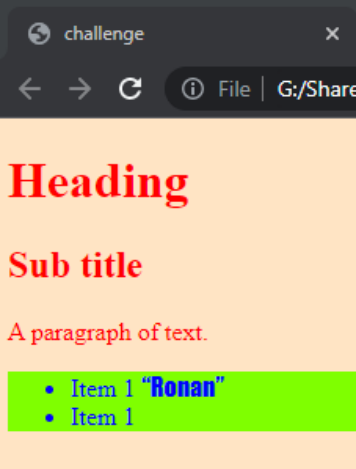 challenge
File G:/Share
Heading
Sub title
A paragraph of text.
• Item 1 “Ronan”
• Item 1